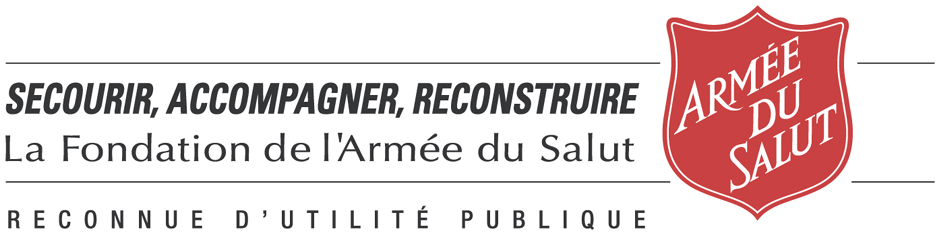 SECOURIR, ACCOMPAGNER, RECONSTRUIRE
La Fondation de l'Armée du Salut
RECONNUE D’UTILITÉ PUBLIQUE
ARMÉE
DU
SALUT